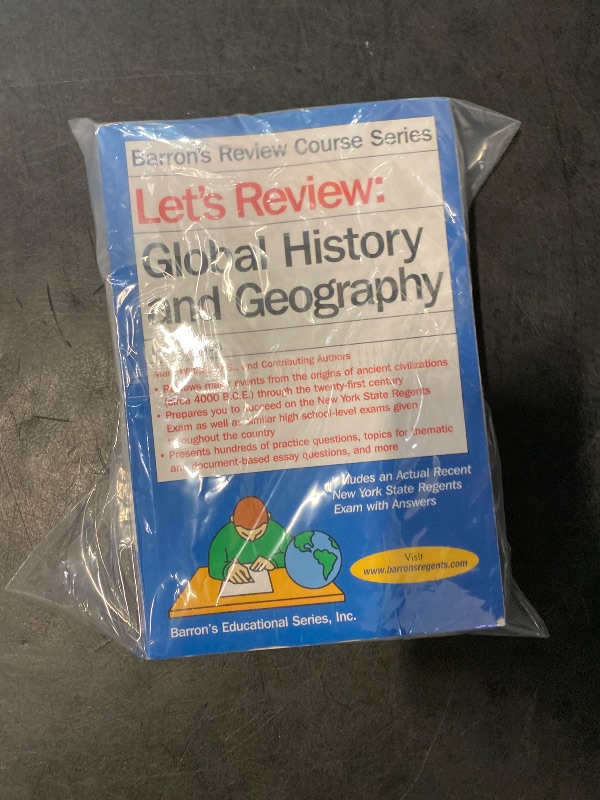 Barron's Review Course Series
Let's Review:
Global History
and Geography
and Contributing Authors
• Reviews major events from the origins of ancient civilizations
(circa 4000 B.C.E.) through the twenty-first century
• Prepares you to succeed on the New York State Regents
Exam as well as similar high school-level exams given
throughout the country
• Presents hundreds of practice questions, topics for thematic
and document-based essay questions, and more
Includes an Actual Recent
New York State Regents
Exam with Answers
Visit
www.barronsregents.com
Barron's Educational Series, Inc.